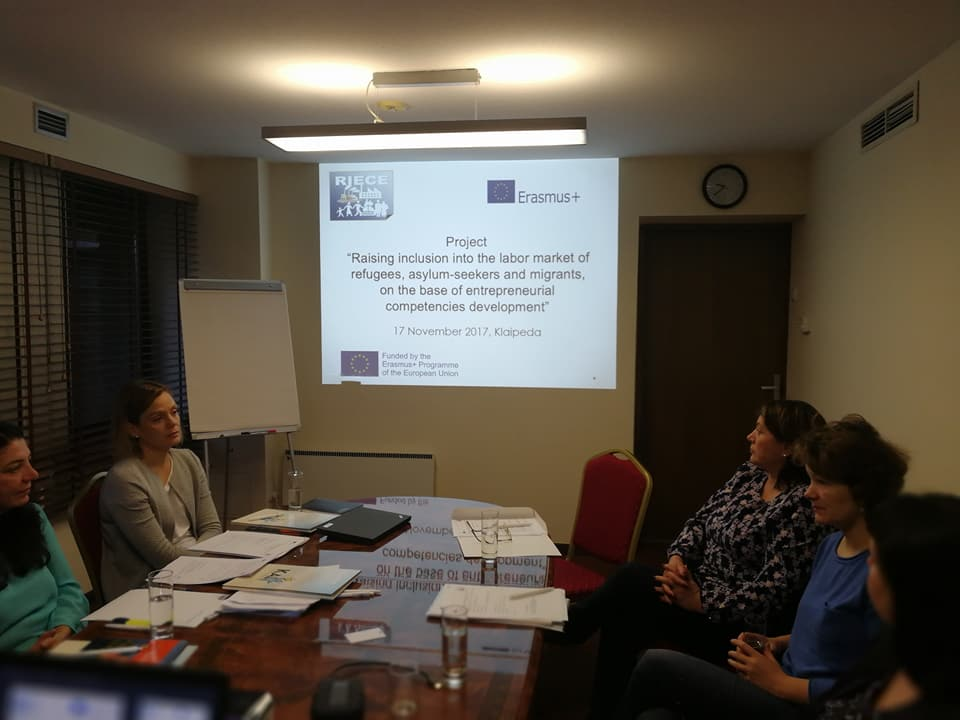 RJECE
Erasmus+
Project
“Raising inclusion into the labor market of
refugees, asylum-seekers and migrants,
on the base of entrepreneurial
competencies development”
17 November 2017, Klaipeda
Funded by the
Erasmus+ Programme
of the European Union